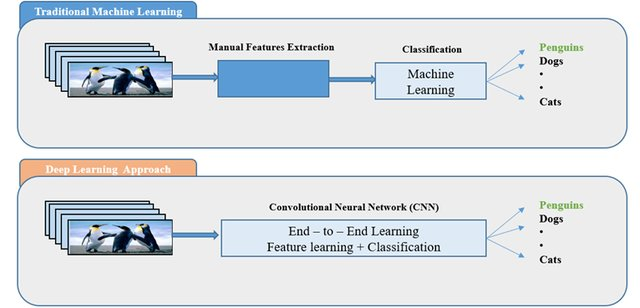 Traditional Machine Learning
Manual Features Extraction
Classification
Machine
Learning
Penguins
Dogs
•
•
Cats
Deep Learning Approach
Convolutional Neural Network (CNN)
End – to – End Learning
Feature learning + Classification
Penguins
Dogs
•
•
Cats